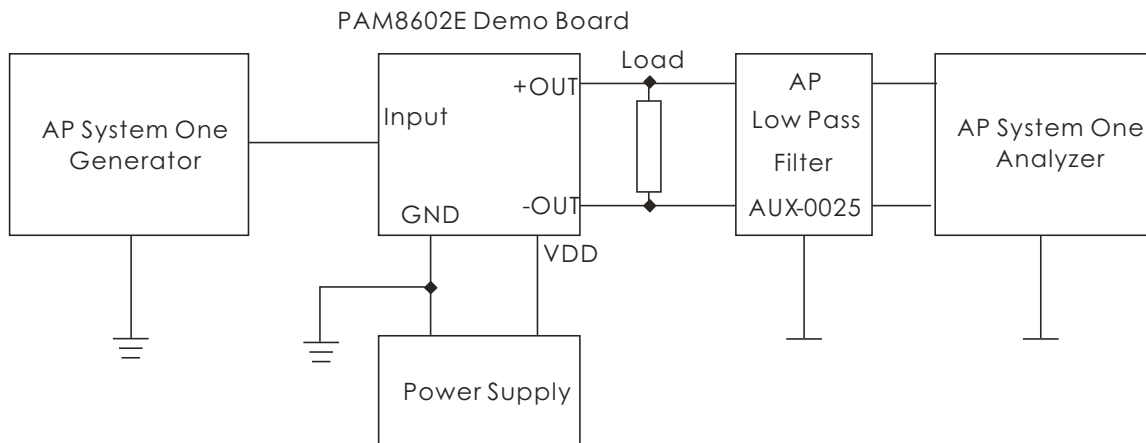 PAM8602E Demo Board
AP System One
Generator
Input
+OUT
-OUT
GND
VDD
Load
AP
Low Pass
Filter
AUX-0025
AP System One
Analyzer
Power Supply